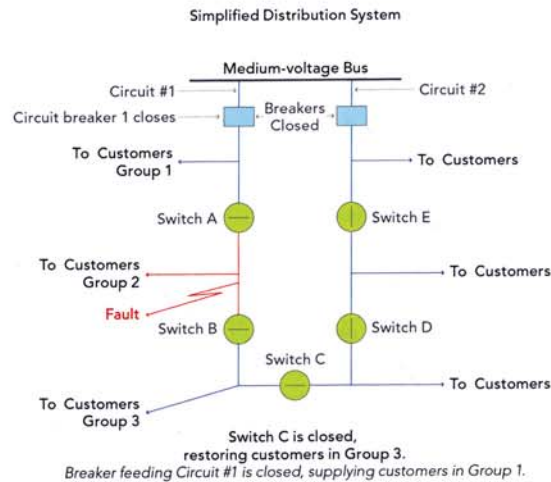 Simplified Distribution System
Medium-voltage Bus
Circuit #1
Circuit #2
Circuit breaker 1 closes
Breakers
Closed
To Customers
Group 1
To Customers
Switch A
Switch E
To Customers
Group 2
To Customers
Fault
Switch B
Switch D
Switch C
To Customers
Group 3
To Customers
Switch C is closed,
restoring customers in Group 3.
Breaker feeding Circuit #1 is closed, supplying customers in Group 1.